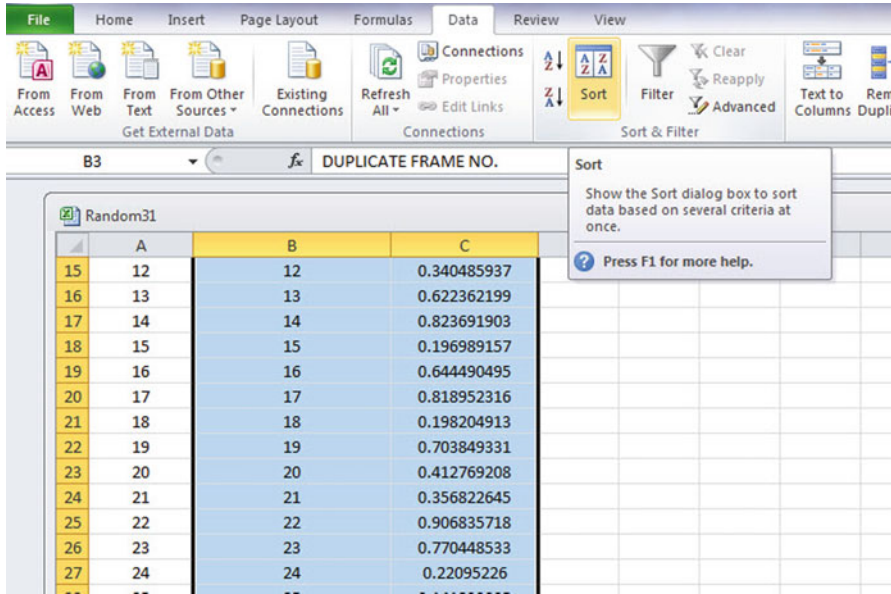 File Home Insert Page Layout Formulas Data Review View
From Access From Web From Text From Other Sources Existing Connections Refresh All Connections Properties Edit Links Sort Filter Clear Reapply Advanced Text to Columns
Get External Data Connections Sort & Filter
B3 fx DUPLICATE FRAME NO.
Sort
Show the Sort dialog box to sort
data based on several criteria at
once.
Press F1 for more help.
Random31
A B C
15 12 12 0.340485937
16 13 13 0.622362199
17 14 14 0.823691903
18 15 15 0.196989157
19 16 16 0.644490495
20 17 17 0.818952316
21 18 18 0.198204913
22 19 19 0.703849331
23 20 20 0.412769208
24 21 21 0.356822645
25 22 22 0.906835718
26 23 23 0.770448533
27 24 24 0.22095226